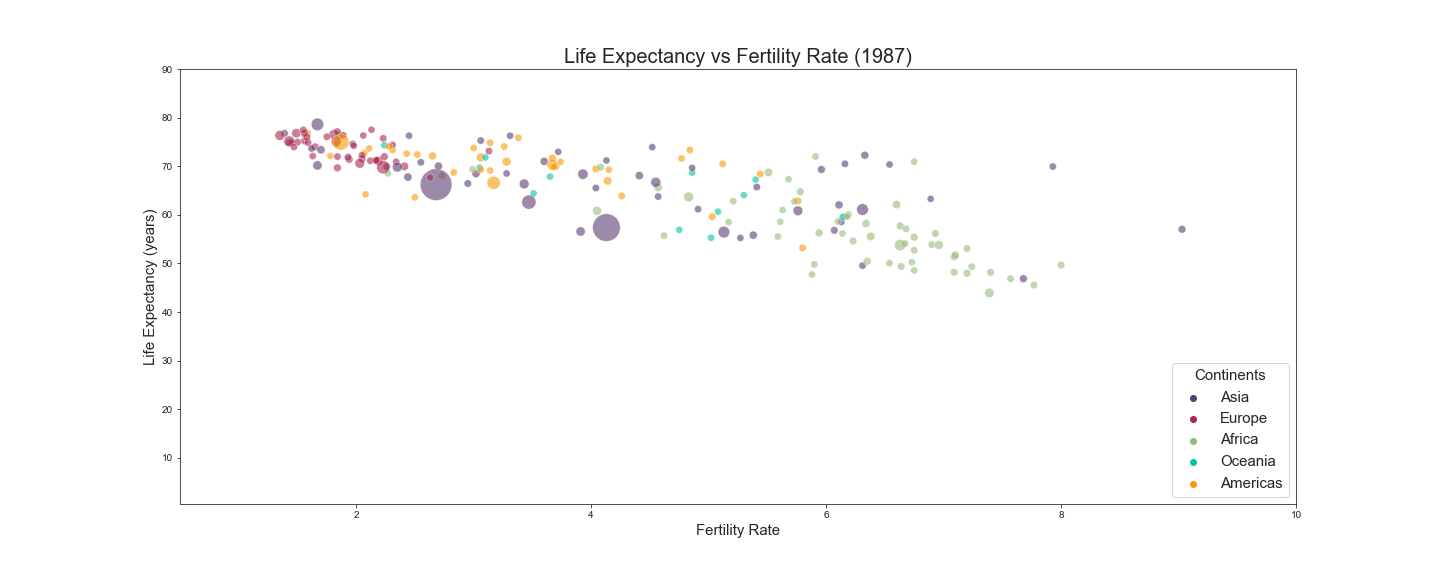 Life Expectancy vs Fertility Rate (1987)
Life Expectancy (years)
90
80
70
60
50
40
30
20
10
2
4
6
8
10
Fertility Rate
Continents
Asia
Europe
Africa
Oceania
Americas